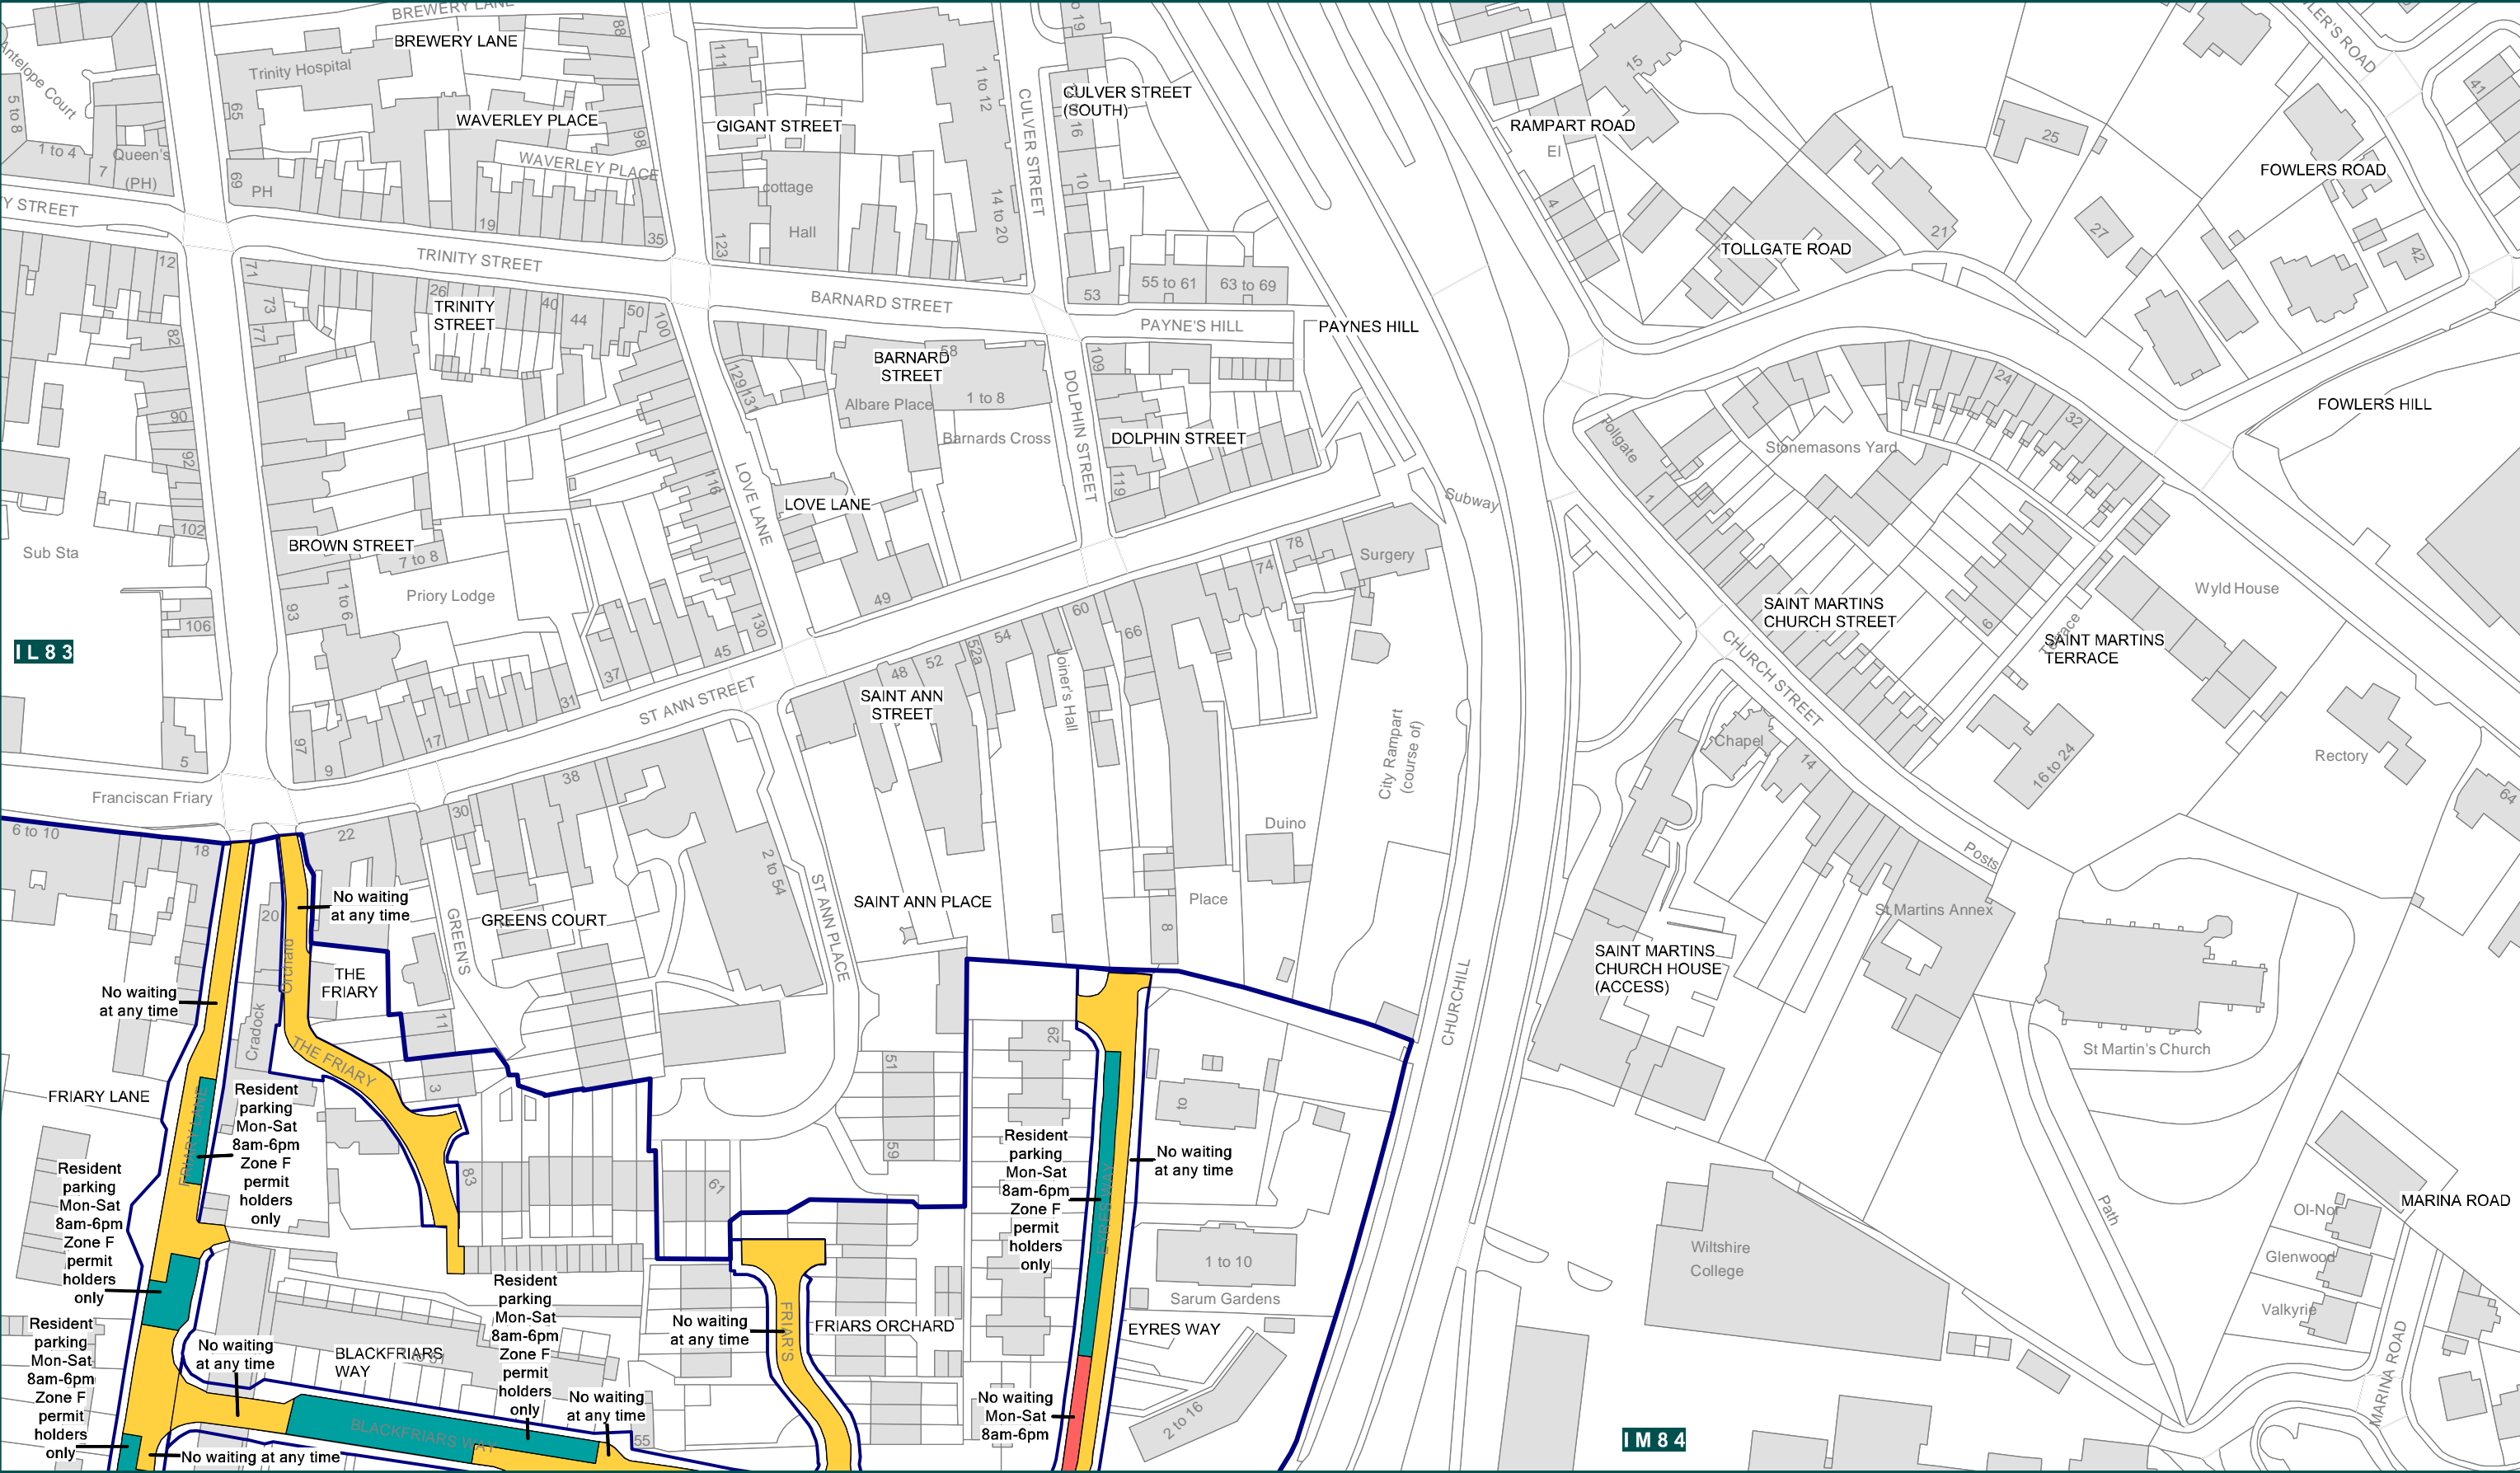 BREWERY LANE
BREWERY LANE
Antelope Court
5 to 8
1 to 4
7
Queen's
(PH)
Trinity Hospital
65
69
PH
88
98
WAVERLEY PLACE
WAVERLEY PLACE
19
35
111
GIGANT STREET
cottage
Hall
123
1 to 12
14 to 20
CULVER STREET
CULVER STREET
(SOUTH)
16
10
53
55 to 61
63 to 69
15
RAMPART ROAD
El
4
TOLLGATE ROAD
21
25
27
FOWLERS ROAD
42
41
Y STREET
12
TRINITY STREET
BARNARD STREET
PAYNE'S HILL
PAYNES HILL
71
73
77
82
26
40
44
50
100
TRINITY
STREET
58
BARNARD
STREET
129
131
Albare Place
1 to 8
Barnards Cross
DOLPHIN STREET
109
DOLPHIN STREET
119
90
92
102
106
Sub Sta
BROWN STREET
7 to 8
1 to 6
93
Priory Lodge
116
LOVE LANE
LOVE LANE
49
130
45
37
31
17
9
97
5
ST ANN STREET
Subway
Surgery
78
74
60
66
54
52a
52
48
Joiner's Hall
SAINT ANN
STREET
Tollgate
1
24
32
Stonemasons Yard
FOWLERS HILL
SAINT MARTINS
CHURCH STREET
CHURCH STREET
6
Terrace
SAINT MARTINS
TERRACE
Wyld House
16 to 24
Rectory
64
IL83
Franciscan Friary
6 to 10
18
22
30
38
2 to 54
City Rampart
(course of)
Duino
Place
8
Chapel
14
Posts
St Martins Annex
SAINT MARTINS
CHURCH HOUSE
(ACCESS)
St Martin's Church
20
Orchard
Cradock
No waiting
at any time
THE
FRIARY
THE FRIARY
GREEN'S
GREENS COURT
11
3
ST ANN PLACE
SAINT ANN PLACE
CHURCHILL
No waiting
at any time
FRIARY LANE
FRIARY LANE
Resident
parking
Mon-Sat
8am-6pm
Zone F
permit
holders
only
Resident
parking
Mon-Sat
8am-6pm
Zone F
permit
holders
only
83
61
51
59
29
to
Resident
parking
Mon-Sat
8am-6pm
Zone F
permit
holders
only
EYRES WAY
No waiting
at any time
1 to 10
Sarum Gardens
EYRES WAY
2 to 16
Wiltshire
College
Path
Ol-Nor
Glenwood
Valkyrie
MARINA ROAD
MARINA ROAD
Resident
parking
Mon-Sat
8am-6pm
Zone F
permit
holders
only
No waiting
at any time
BLACKFRIARS
WAY
Resident
parking
Mon-Sat
8am-6pm
Zone F
permit
holders
only
BLACKFRIARS WAY
No waiting
at any time
55
No waiting
at any time
FRIAR'S
FRIARS ORCHARD
No waiting
Mon-Sat
8am-6pm
No waiting at any time
IM84